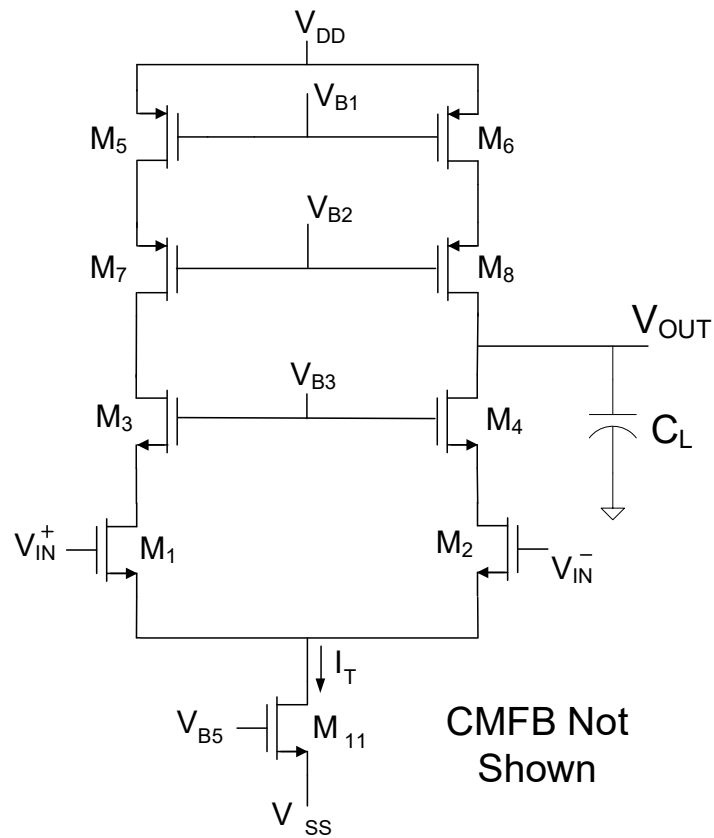 V_DD
V_B1
M_5
M_6
V_B2
M_7
M_8
V_OUT
V_B3
M_3
M_4
C_L
V_IN^+
M_1
M_2
V_IN^-
I_T
V_B5
M_11
CMFB Not
Shown
V_SS